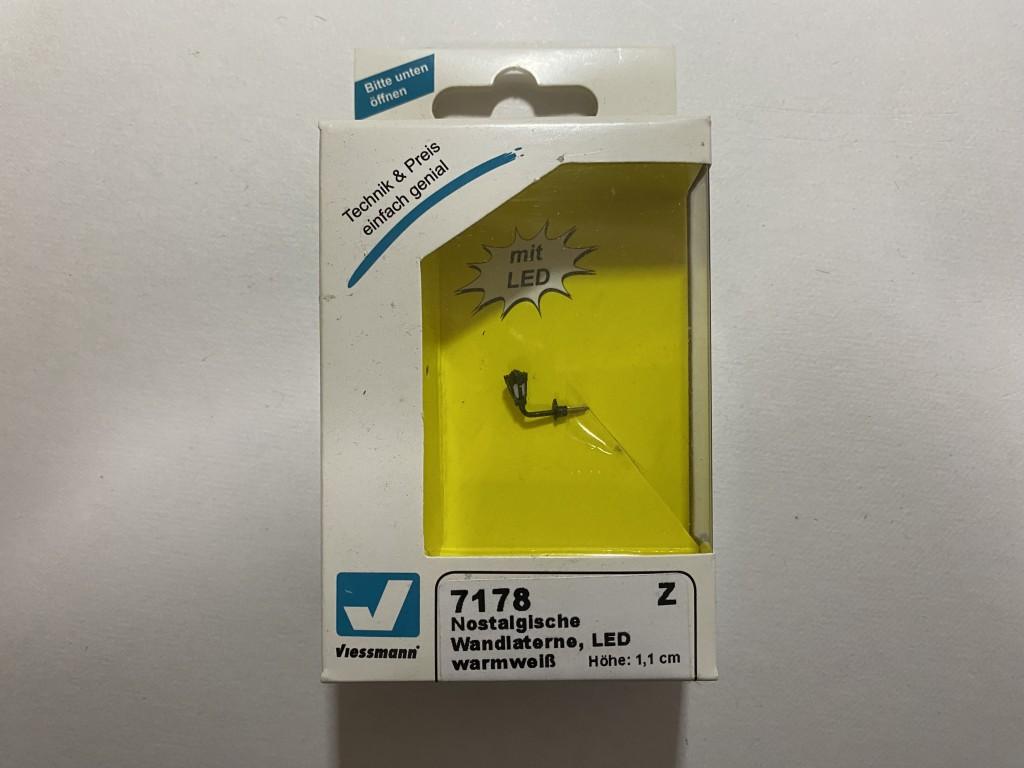 Bitte unten
öffnen
Technik & Preis
einfach genial
mit
LED
7178 Z
Nostalgische
Wandlaterne, LED
warmweiß Höhe: 1,1 cm
Viessmann